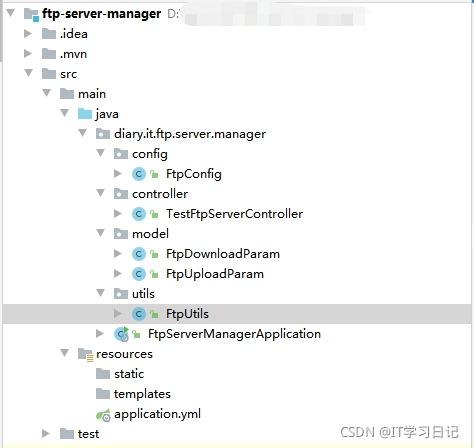 ftp-server-manager D:
.idea
.mvn
src
main
java
diary.it.ftp.server.manager
config
FtpConfig
controller
TestFtpServerController
model
FtpDownloadParam
FtpUploadParam
utils
FtpUtils
FtpServerManagerApplication
resources
static
templates
application.yml
test
CSDN @IT学习日记